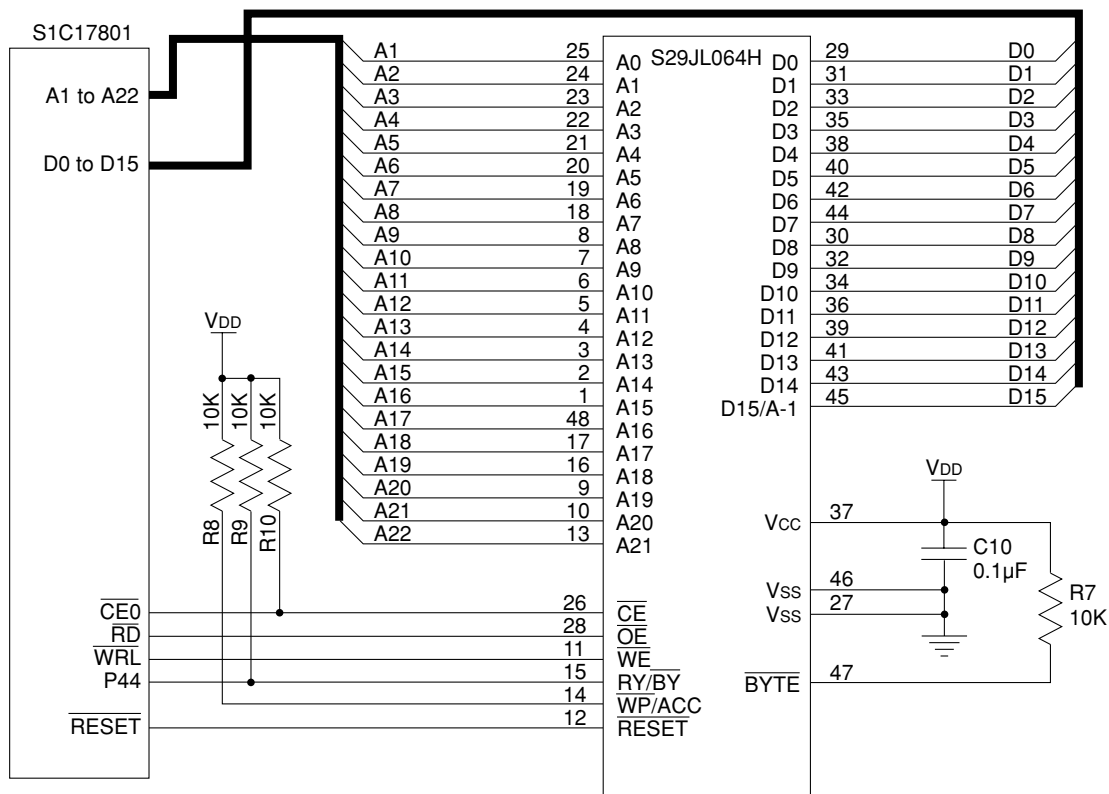 S1C17801
A1 to A22
D0 to D15
CE0
RD
WRL
P44
RESET
VDD
10K
10K
10K
R8
R9
R10
A1 25
A2 24
A3 23
A4 22
A5 21
A6 20
A7 19
A8 18
A9 8
A10 7
A11 6
A12 5
A13 4
A14 3
A15 2
A16 1
A17 48
A18 17
A19 16
A20 9
A21 10
A22 13
26
28
11
15
14
12
S29JL064H
A0
A1
A2
A3
A4
A5
A6
A7
A8
A9
A10
A11
A12
A13
A14
A15
A16
A17
A18
A19
A20
A21
CE
OE
WE
RY/BY
WP/ACC
RESET
D0
D1
D2
D3
D4
D5
D6
D7
D8
D9
D10
D11
D12
D13
D14
D15/A-1
VCC
VSS
VSS
BYTE
29 D0
31 D1
33 D2
35 D3
38 D4
40 D5
42 D6
44 D7
30 D8
32 D9
34 D10
36 D11
39 D12
41 D13
43 D14
45 D15
VDD
37
46
27
47
C10
0.1µF
R7
10K